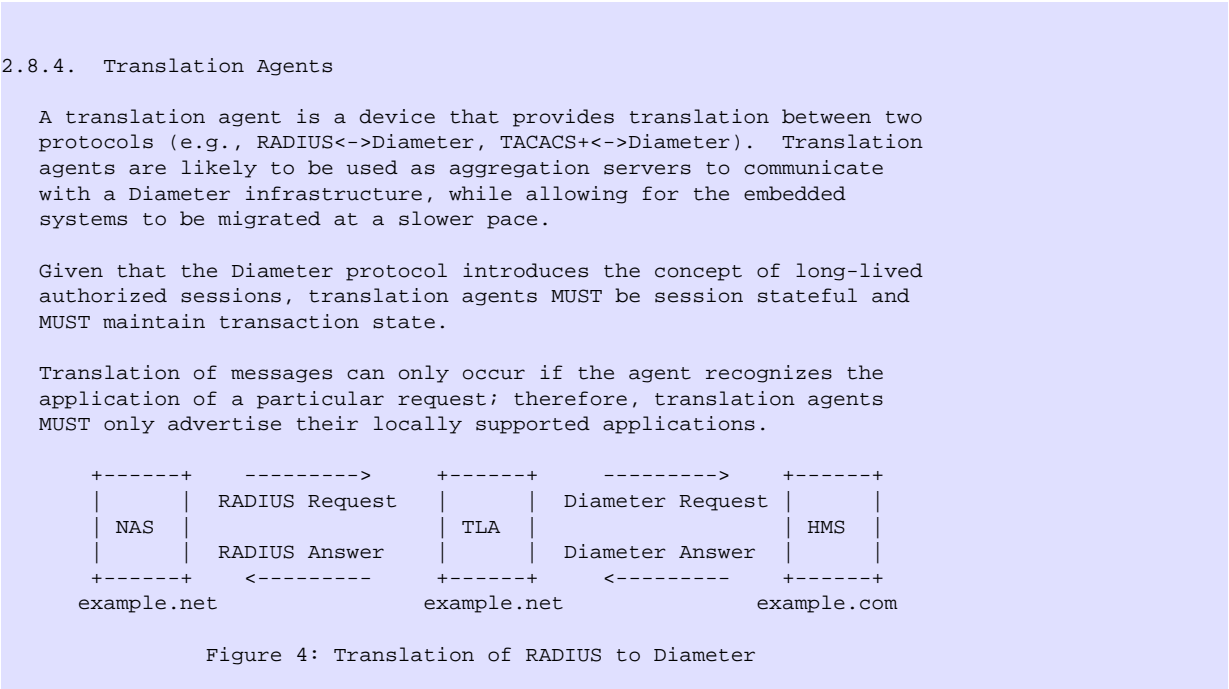 2.8.4.  Translation Agents

   A translation agent is a device that provides translation between two
   protocols (e.g., RADIUS<->Diameter, TACACS+<->Diameter).  Translation
   agents are likely to be used as aggregation servers to communicate
   with a Diameter infrastructure, while allowing for the embedded
   systems to be migrated at a slower pace.

   Given that the Diameter protocol introduces the concept of long-lived
   authorized sessions, translation agents MUST be session stateful and
   MUST maintain transaction state.

   Translation of messages can only occur if the agent recognizes the
   application of a particular request; therefore, translation agents
   MUST only advertise their locally supported applications.

       +------+    --------->     +------+     --------->    +------+
       |      |  RADIUS Request   |      |  Diameter Request |      |
       | NAS  |                   | TLA  |                   | HMS  |
       |      |  RADIUS Answer    |      |  Diameter Answer  |      |
       +------+    <---------     +------+     <---------    +------+
      example.net                example.net               example.com

                Figure 4: Translation of RADIUS to Diameter